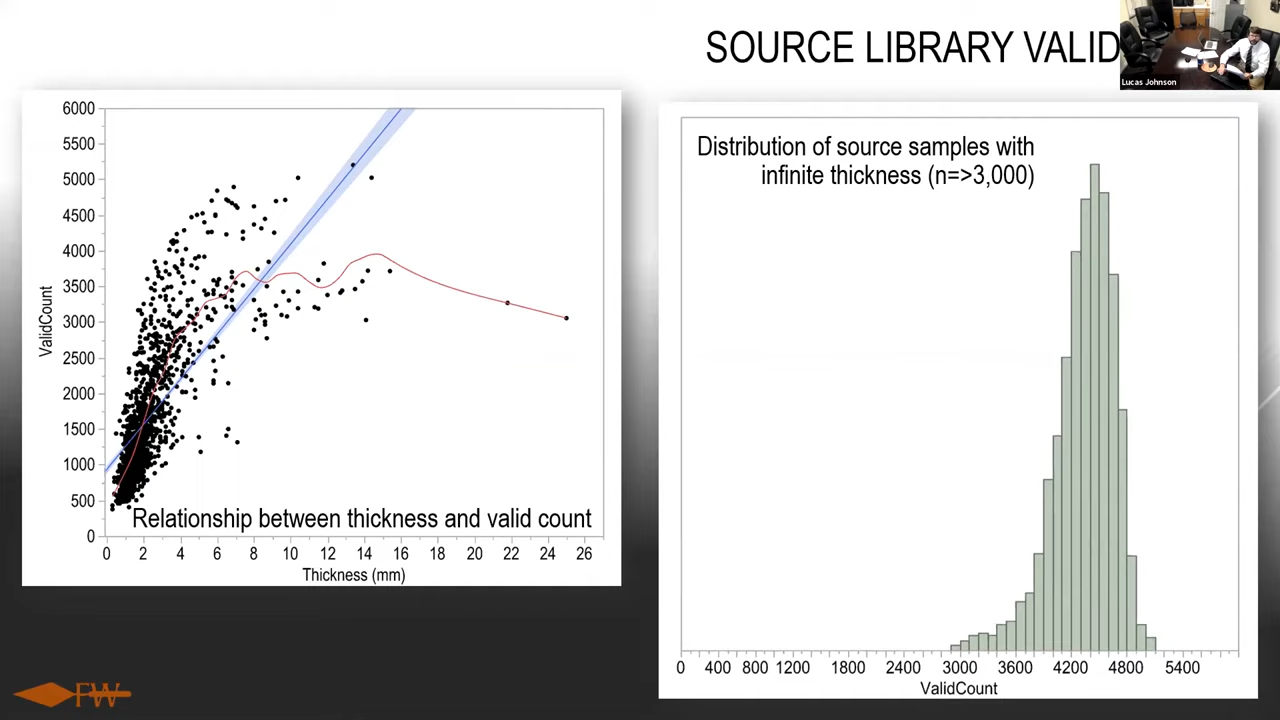 SOURCE LIBRARY VALID
Lucas Johnson
6000
5500
5000
4500
4000
3500
3000
2500
2000
1500
1000
500
0
ValidCount
Relationship between thickness and valid count
0 2 4 6 8 10 12 14 16 18 20 22 24 26
Thickness (mm)
Distribution of source samples with
infinite thickness (n=>3,000)
0 400 800 1200 1800 2400 3000 3600 4200 4800 5400
ValidCount
FW